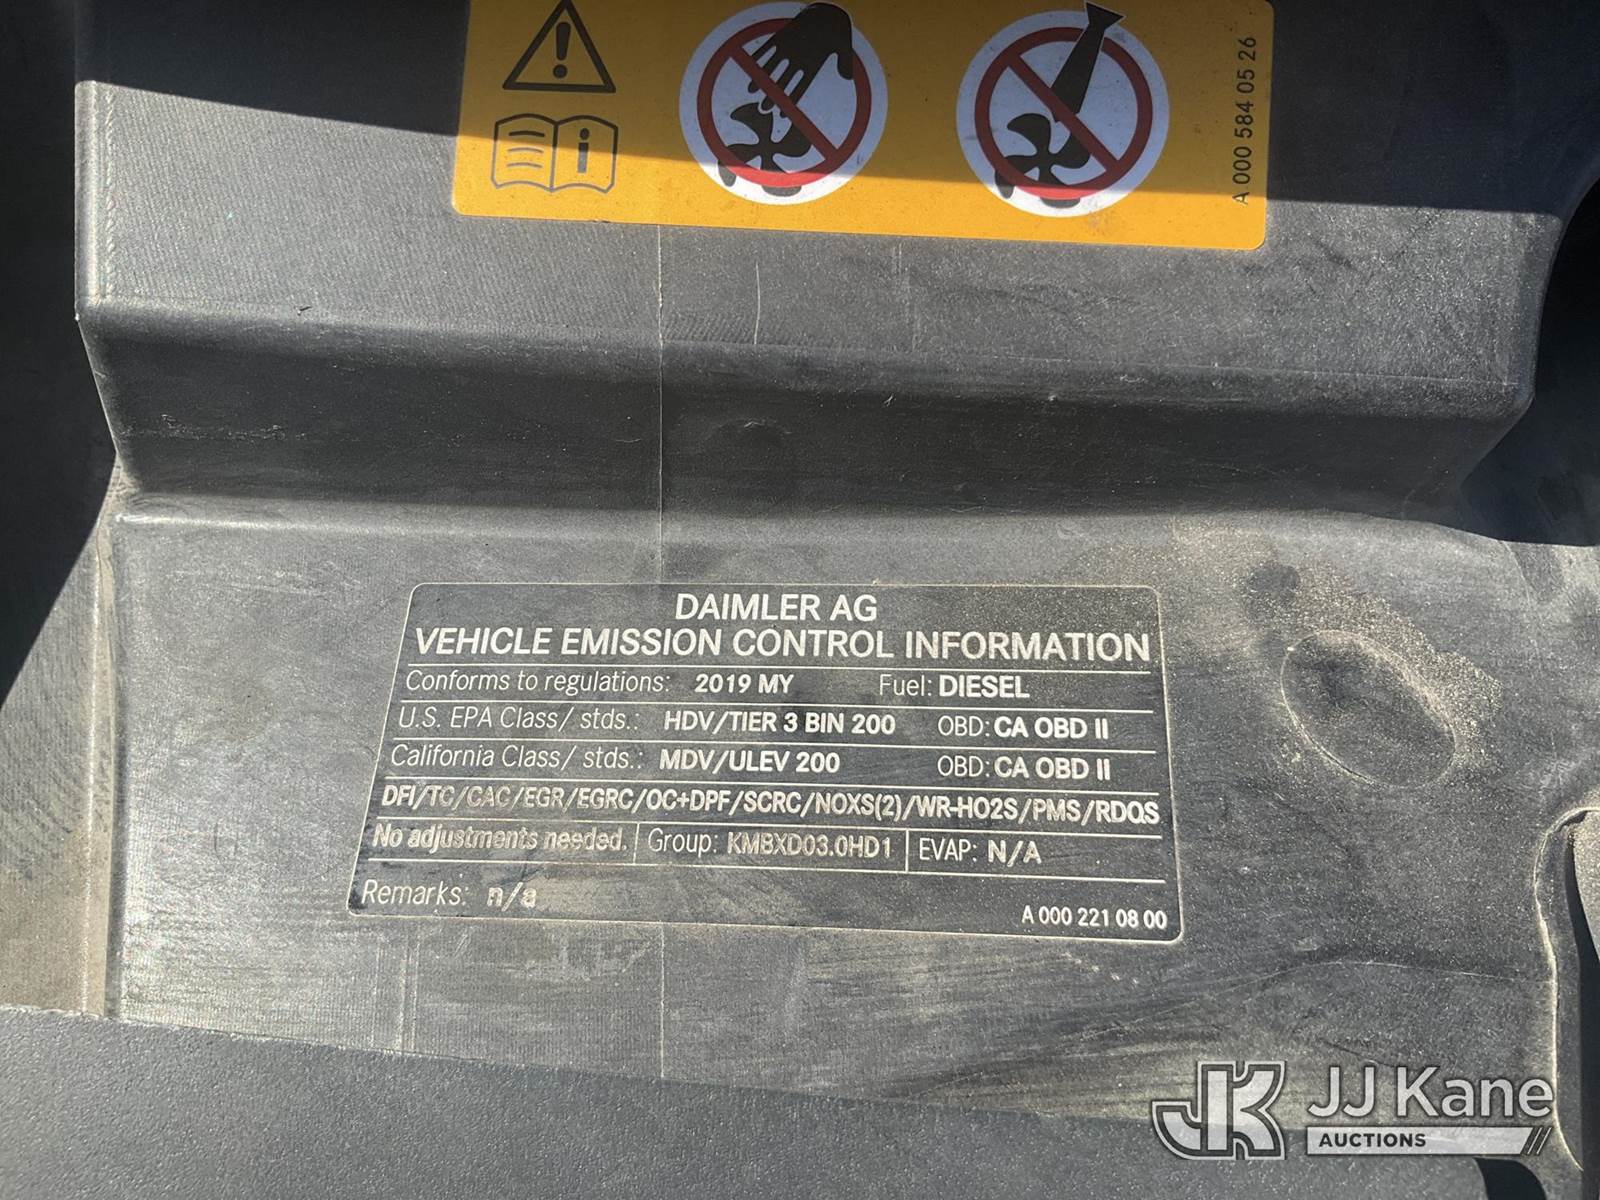 A 000 584 05 26
DAIMLER AG
VEHICLE EMISSION CONTROL INFORMATION
Conforms to regulations: 2019 MY Fuel: DIESEL
U.S. EPA Class/ stds.: HDV/TIER 3 BIN 200 OBD: CA OBD II
California Class/ stds.: MDV/ULEV 200 OBD: CA OBD II
DFI/TC/CAC/EGR/EGRC/OC+DPF/SCRC/NOXS(2)/WR-HO2S/PMS/RDQS
No adjustments needed. Group: KMBXD03.0HD1 EVAP: N/A
Remarks: n/a
A 000 221 08 00
JK JJ Kane
AUCTIONS